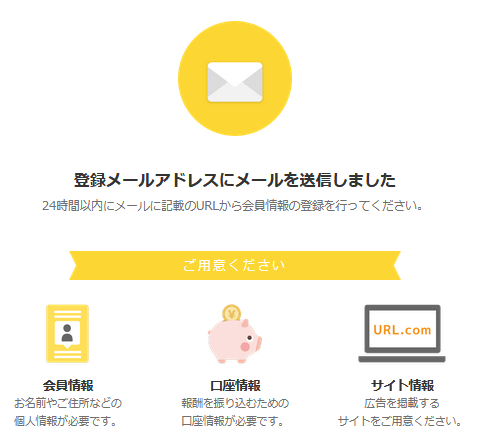 登録メールアドレスにメールを送信しました
24時間以内にメールに記載のURLから会員情報の登録を行ってください。
ご用意ください
¥
URL.com
会員情報
お名前やご住所などの
個人情報が必要です。
口座情報
報酬を振り込むための
口座情報が必要です。
サイト情報
広告を掲載する
サイトをご用意ください。